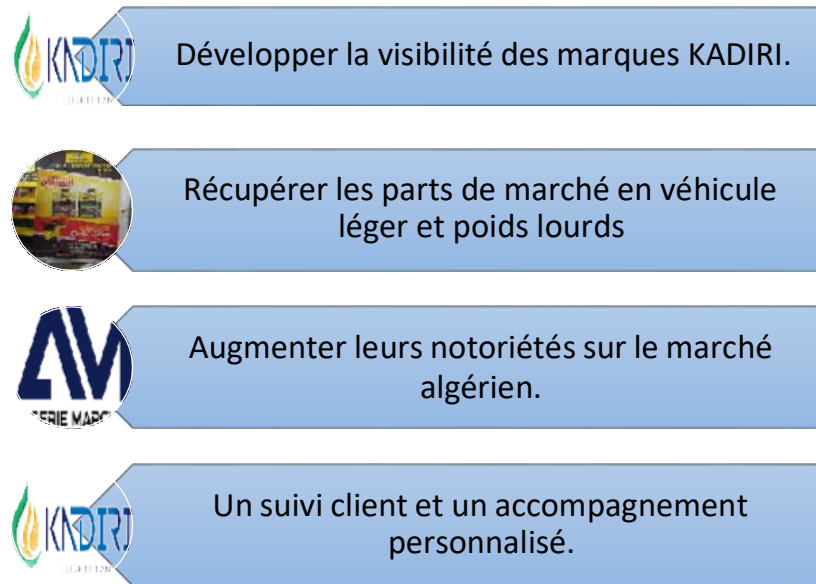 KADIRI
Développer la visibilité des marques KADIRI.
Récupérer les parts de marché en véhicule
léger et poids lourds
AM
Augmenter leurs notoriétés sur le marché
algérien.
KADIRI
Un suivi client et un accompagnement
personnalisé.